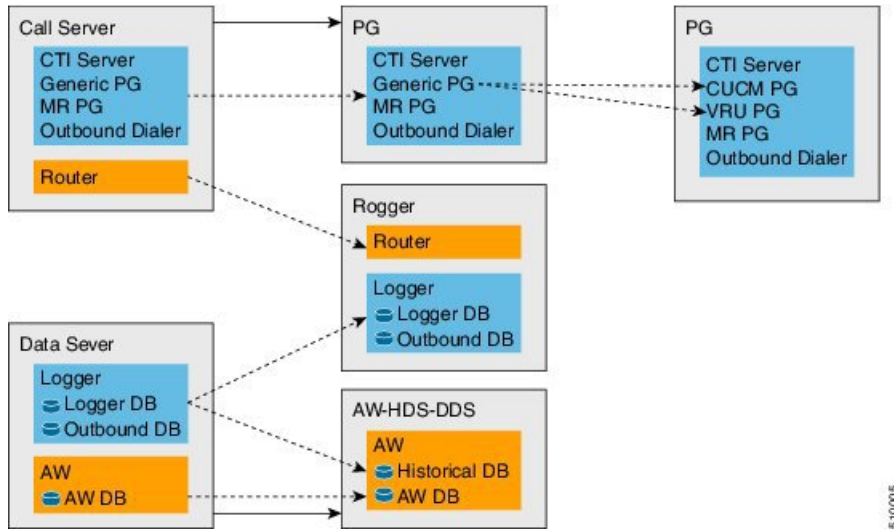 Call Server
CTI Server
Generic PG
MR PG
Outbound Dialer
Router
PG
CTI Server
Generic PG
MR PG
Outbound Dialer
PG
CTI Server
CUCM PG
VRU PG
MR PG
Outbound Dialer
Rogger
Router
Logger
Logger DB
Outbound DB
Data Sever
Logger
Logger DB
Outbound DB
AW
AW DB
AW-HDS-DDS
AW
Historical DB
AW DB